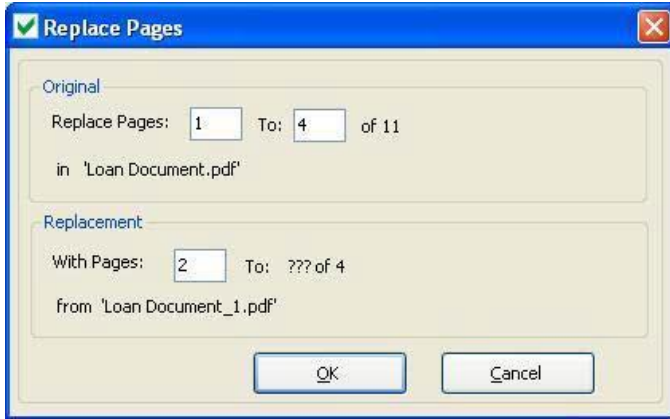 Replace Pages
Original
Replace Pages: 1 To: 4 of 11
in 'Loan Document.pdf'
Replacement
With Pages: 2 To: ??? of 4
from 'Loan Document_1.pdf'
OK Cancel